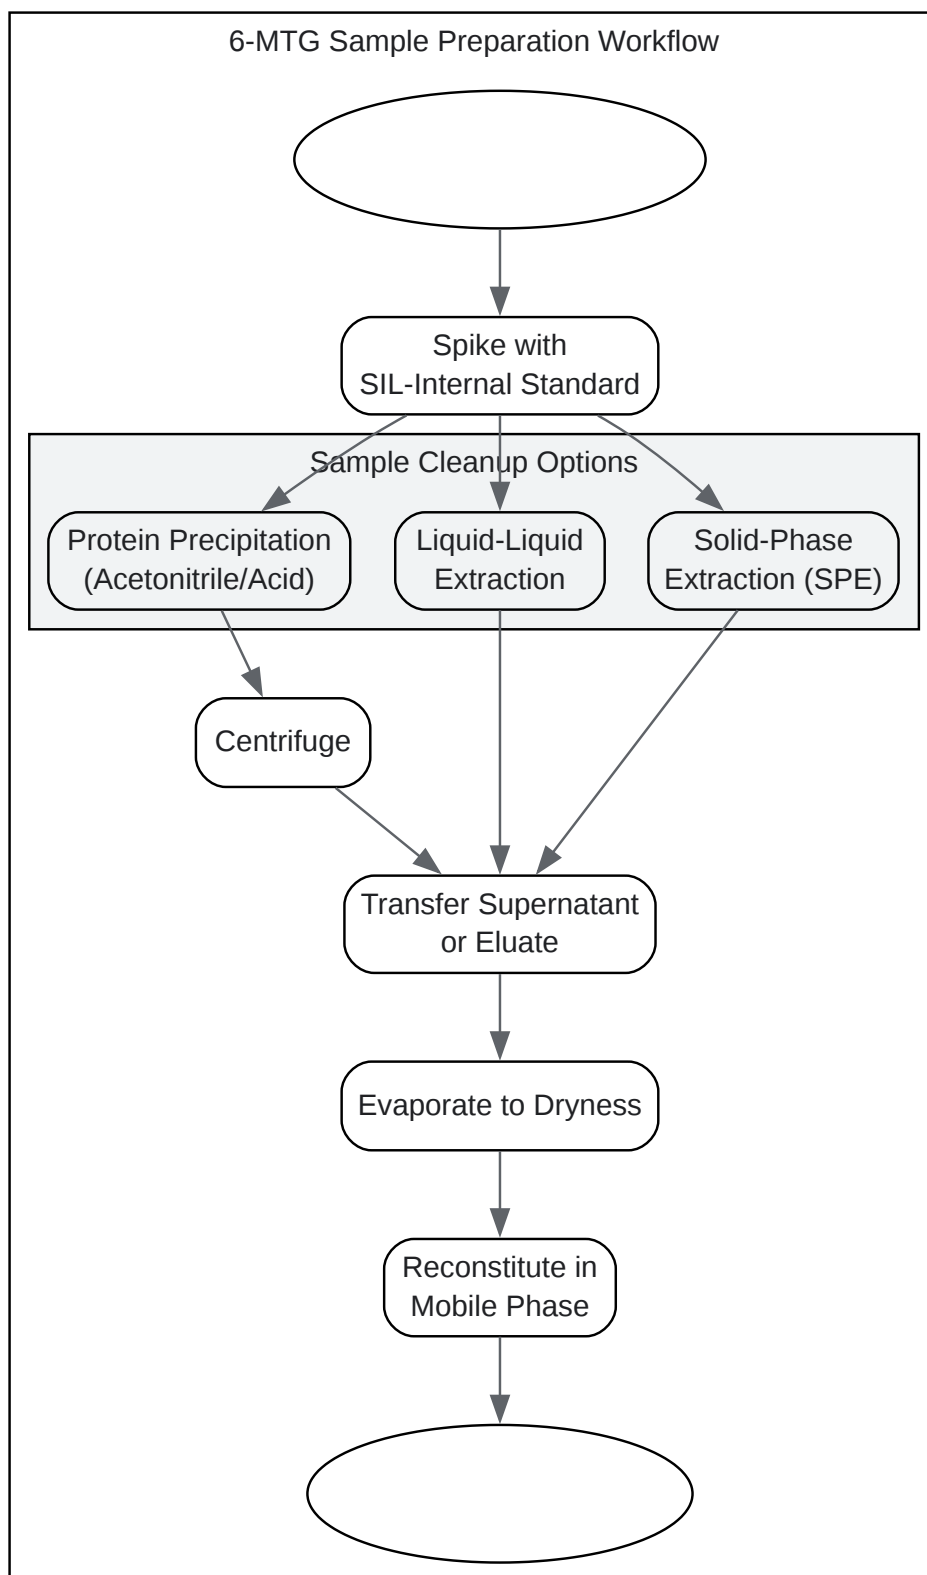 6-MTG Sample Preparation Workflow
Spike with
SIL-Internal Standard
Sample Cleanup Options
Protein Precipitation
(Acetonitrile/Acid)
Liquid-Liquid
Extraction
Solid-Phase
Extraction (SPE)
Centrifuge
Transfer Supernatant
or Eluate
Evaporate to Dryness
Reconstitute in
Mobile Phase